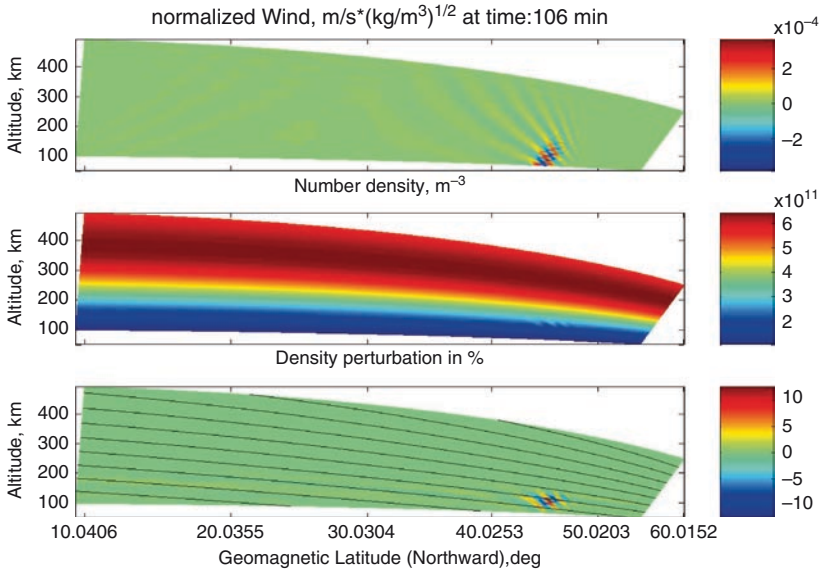 normalized Wind, m/s*(kg/m³)¹/² at time:106 min
x10⁻⁴
Altitude, km
400
300
200
100
2
0
−2
Number density, m⁻³
x10¹¹
Altitude, km
400
300
200
100
6
5
4
3
2
Density perturbation in %
Altitude, km
400
300
200
100
10
5
0
−5
−10
10.0406 20.0355 30.0304 40.0253 50.0203 60.0152
Geomagnetic Latitude (Northward),deg